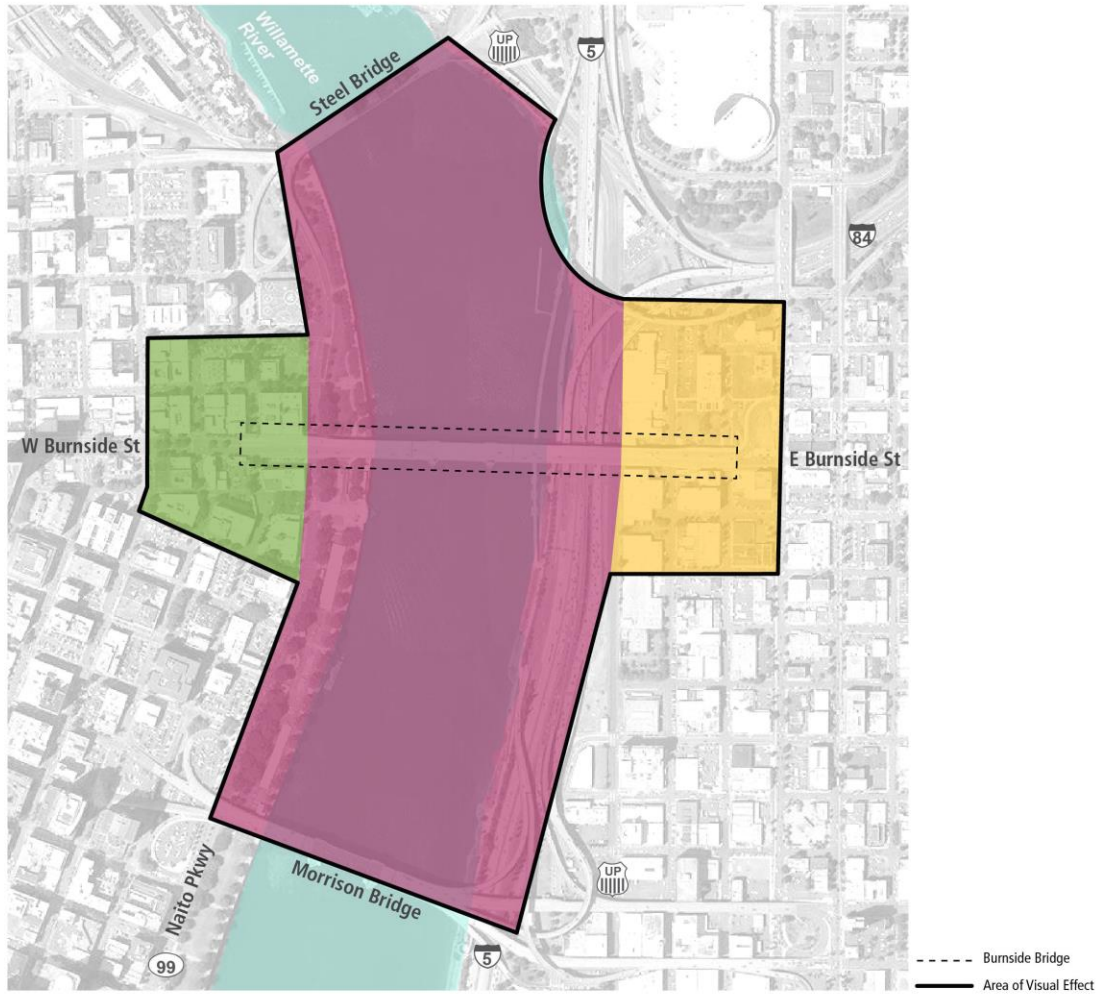 Willamette
River
Steel Bridge
UP
5
84
W Burnside St
E Burnside St
Naito Pkwy
Morrison Bridge
UP
99
5
Burnside Bridge
Area of Visual Effect